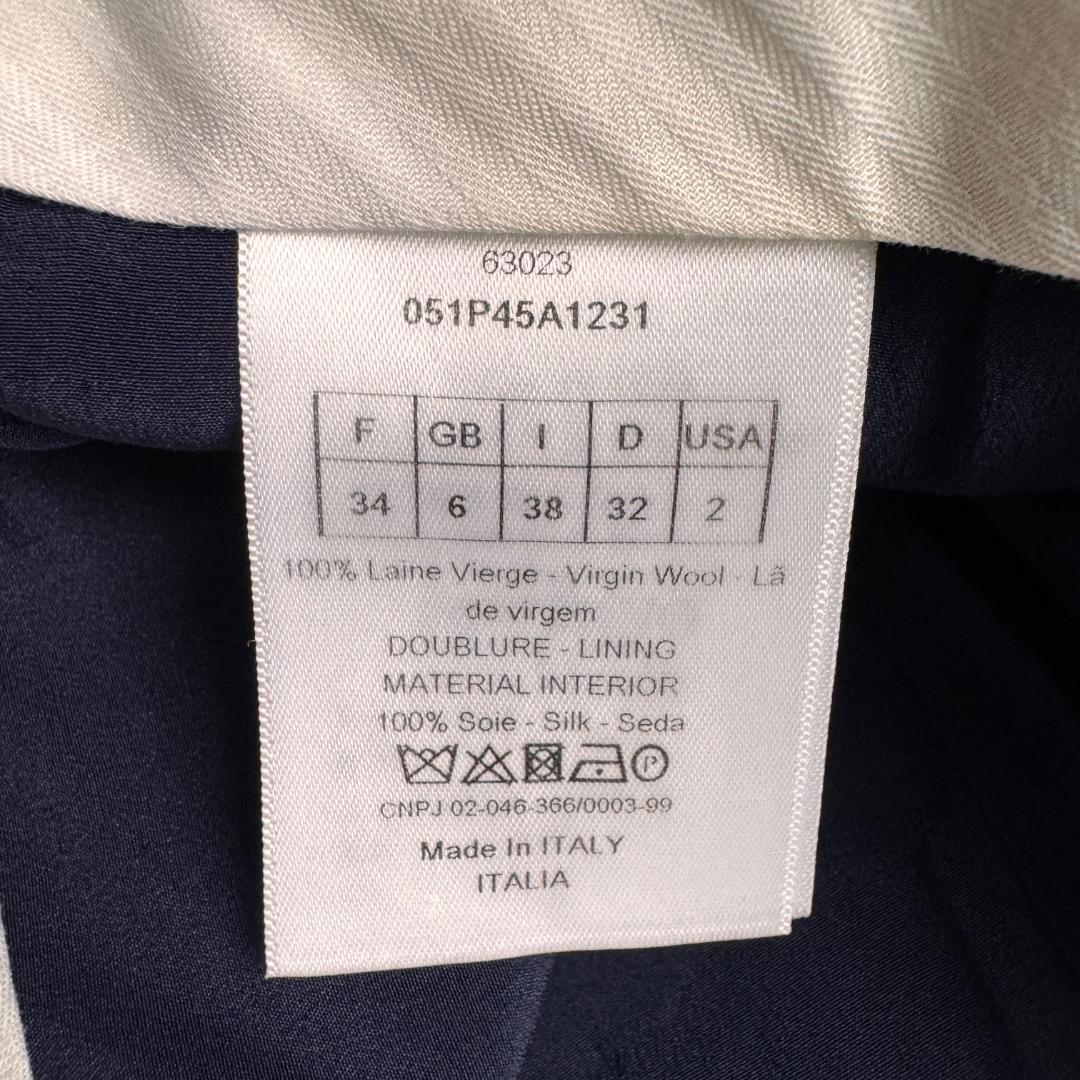 63023
051P45A1231
F GB I D USA
34 6 38 32 2
100% Laine Vierge - Virgin Wool - Lã
de virgem
DOUBLURE - LINING
MATERIAL INTERIOR
100% Soie - Silk - Seda
P
CNPJ 02-046-366/0003-99
Made In ITALY
ITALIA